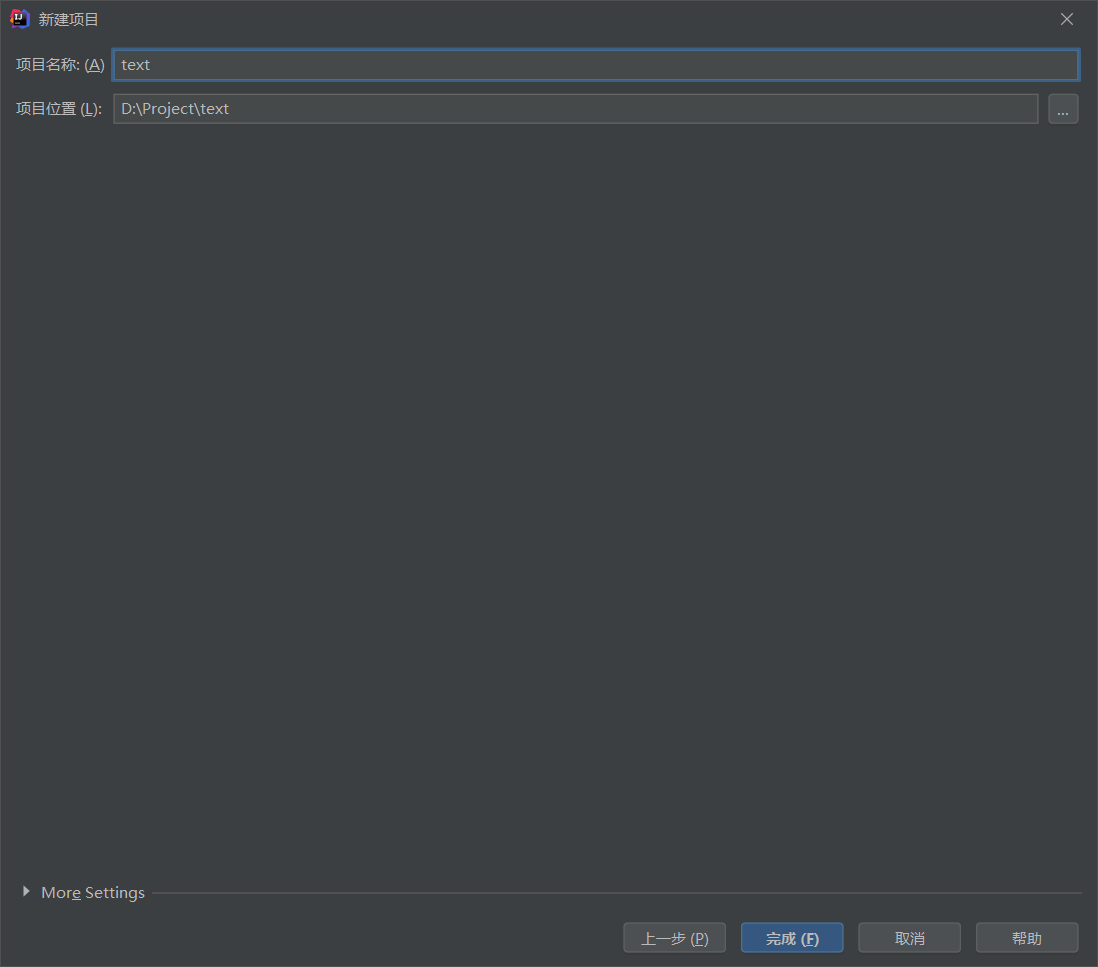 新建项目
项目名称: (A) text
项目位置 (L): D:\Project\text ...
More Settings
上一步 (P) 完成 (F) 取消 帮助